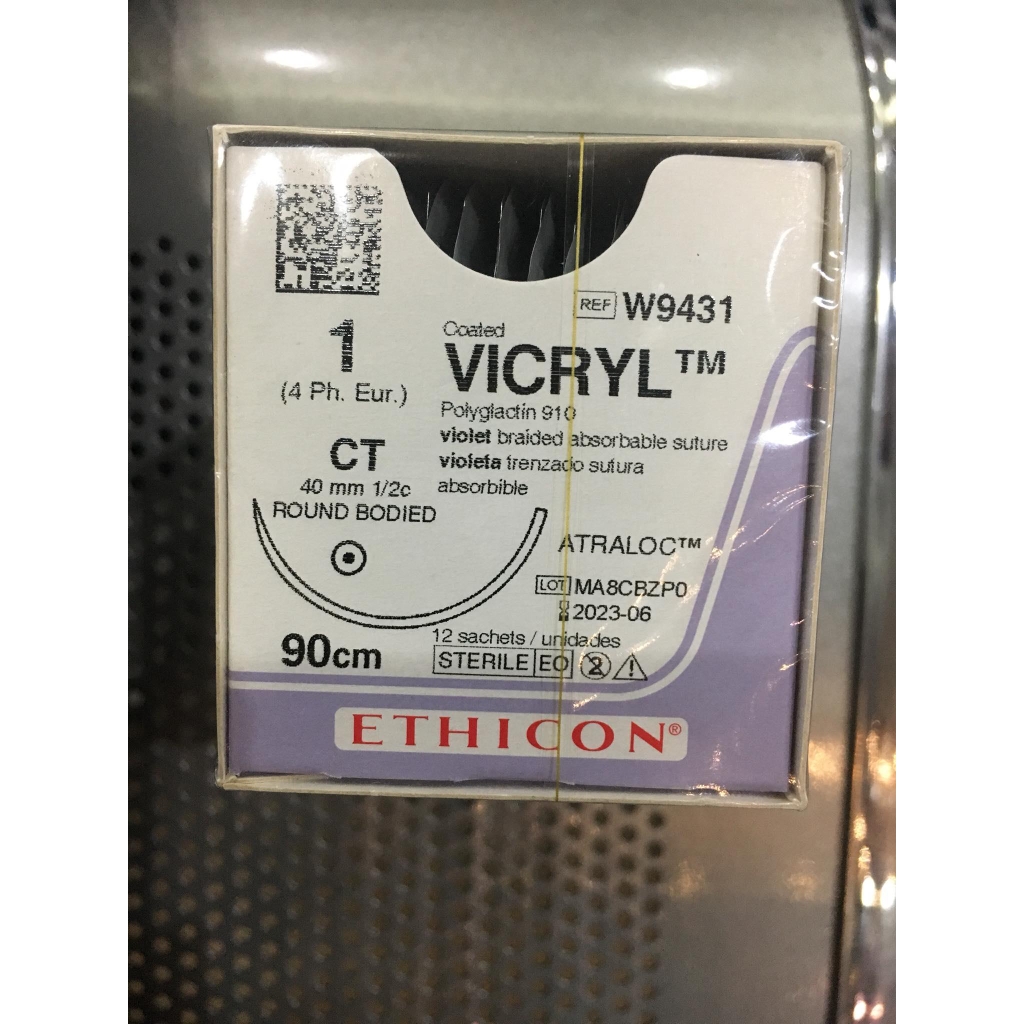 REF W9431
1
(4 Ph. Eur.)
Coated
VICRYL™
Polyglactin 910
violet braided absorbable suture
violeta trenzado sutura
absorbible
CT
40 mm 1/2c
ROUND BODIED
ATRALOC™
LOT MA8CBZP0
2023-06
90cm
12 sachets / unidades
STERILE EO 2
ETHICON®